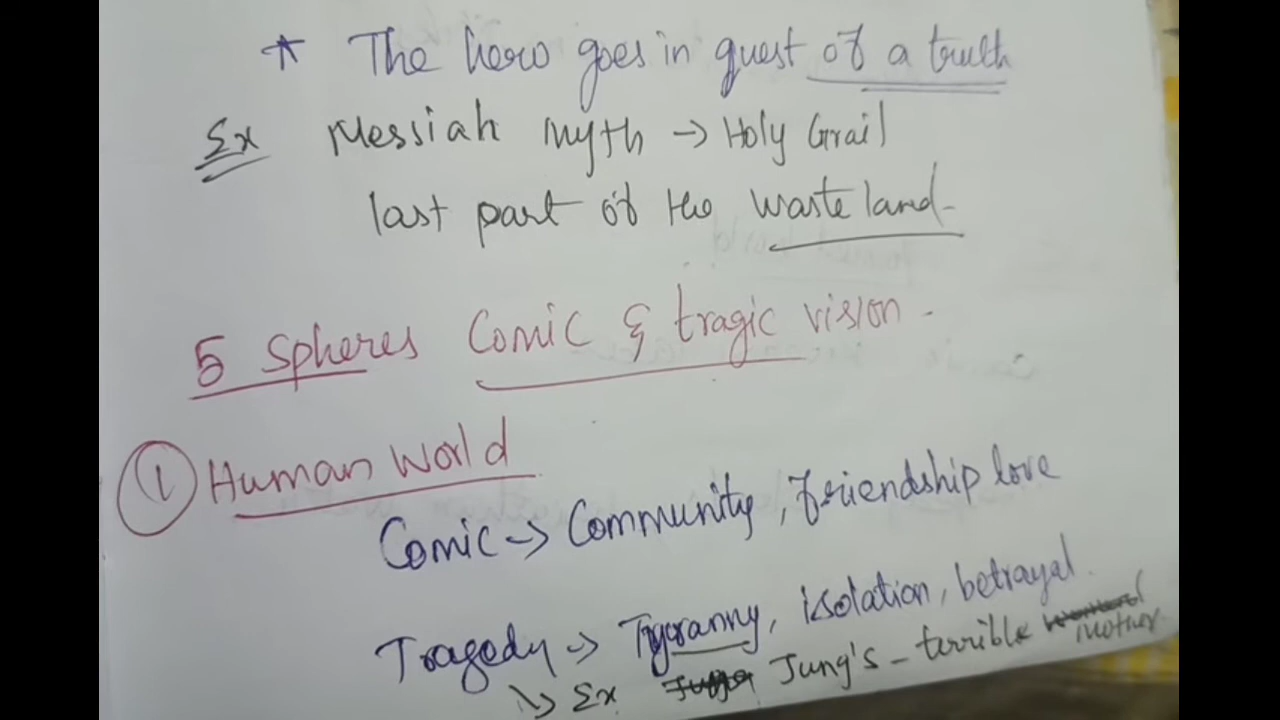 * The hero goes in quest of a truth
Ex Messiah myth → Holy Grail
last part of the waste land -
5 Spheres Comic & tragic vision -
① Human World
Comic → Community, friendship love
Tragedy → Tyranny, isolation, betrayal.
↳ Ex Jung's - terrible mother